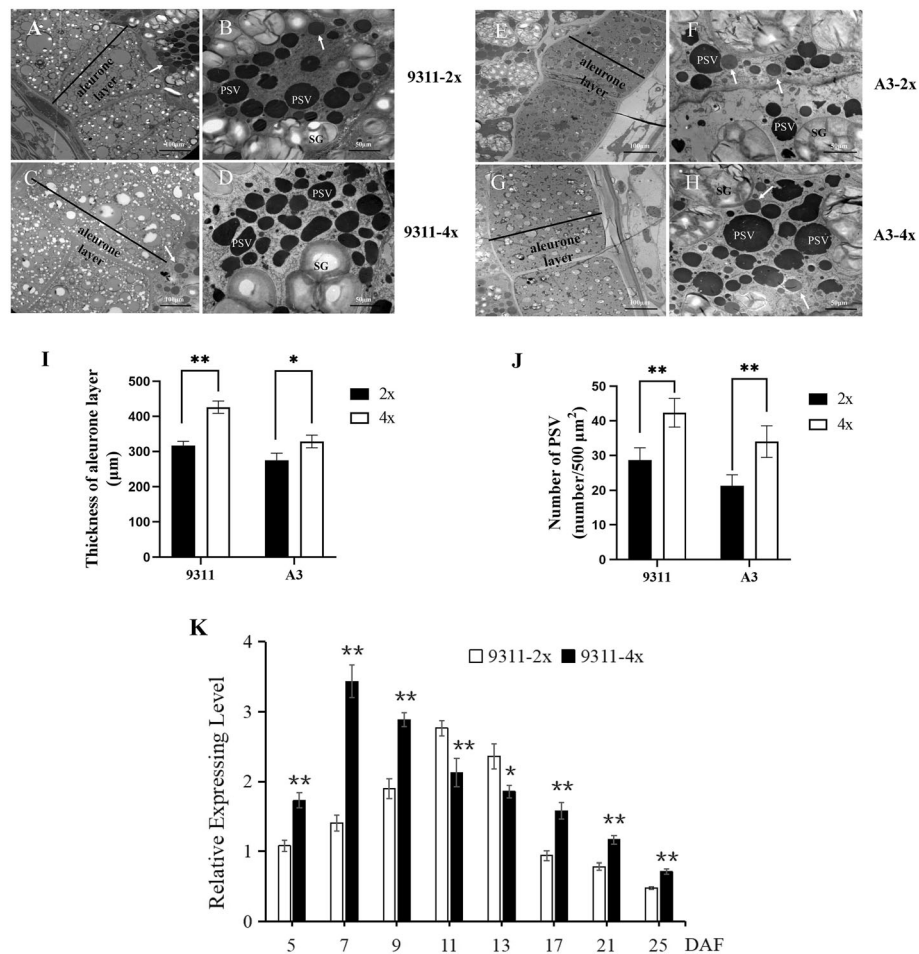 A
aleurone
layer
100μm
B
PSV
PSV
SG
50μm
9311-2x
C
aleurone
layer
100μm
D
PSV
PSV
SG
50μm
9311-4x
E
aleurone
layer
100μm
F
PSV
PSV
SG
5μm
A3-2x
G
aleurone
layer
100μm
H
SG
PSV
PSV
5μm
A3-4x
I
Thickness of aleurone layer
(μm)
500
400
300
200
100
0
**
*
2x
4x
9311
A3
J
Number of PSV
(number/500 μm²)
50
40
30
20
10
0
**
**
2x
4x
9311
A3
K
Relative Expressing Level
4
3
2
1
0
9311-2x
9311-4x
**
**
**
**
*
**
**
**
5 7 9 11 13 17 21 25 DAF